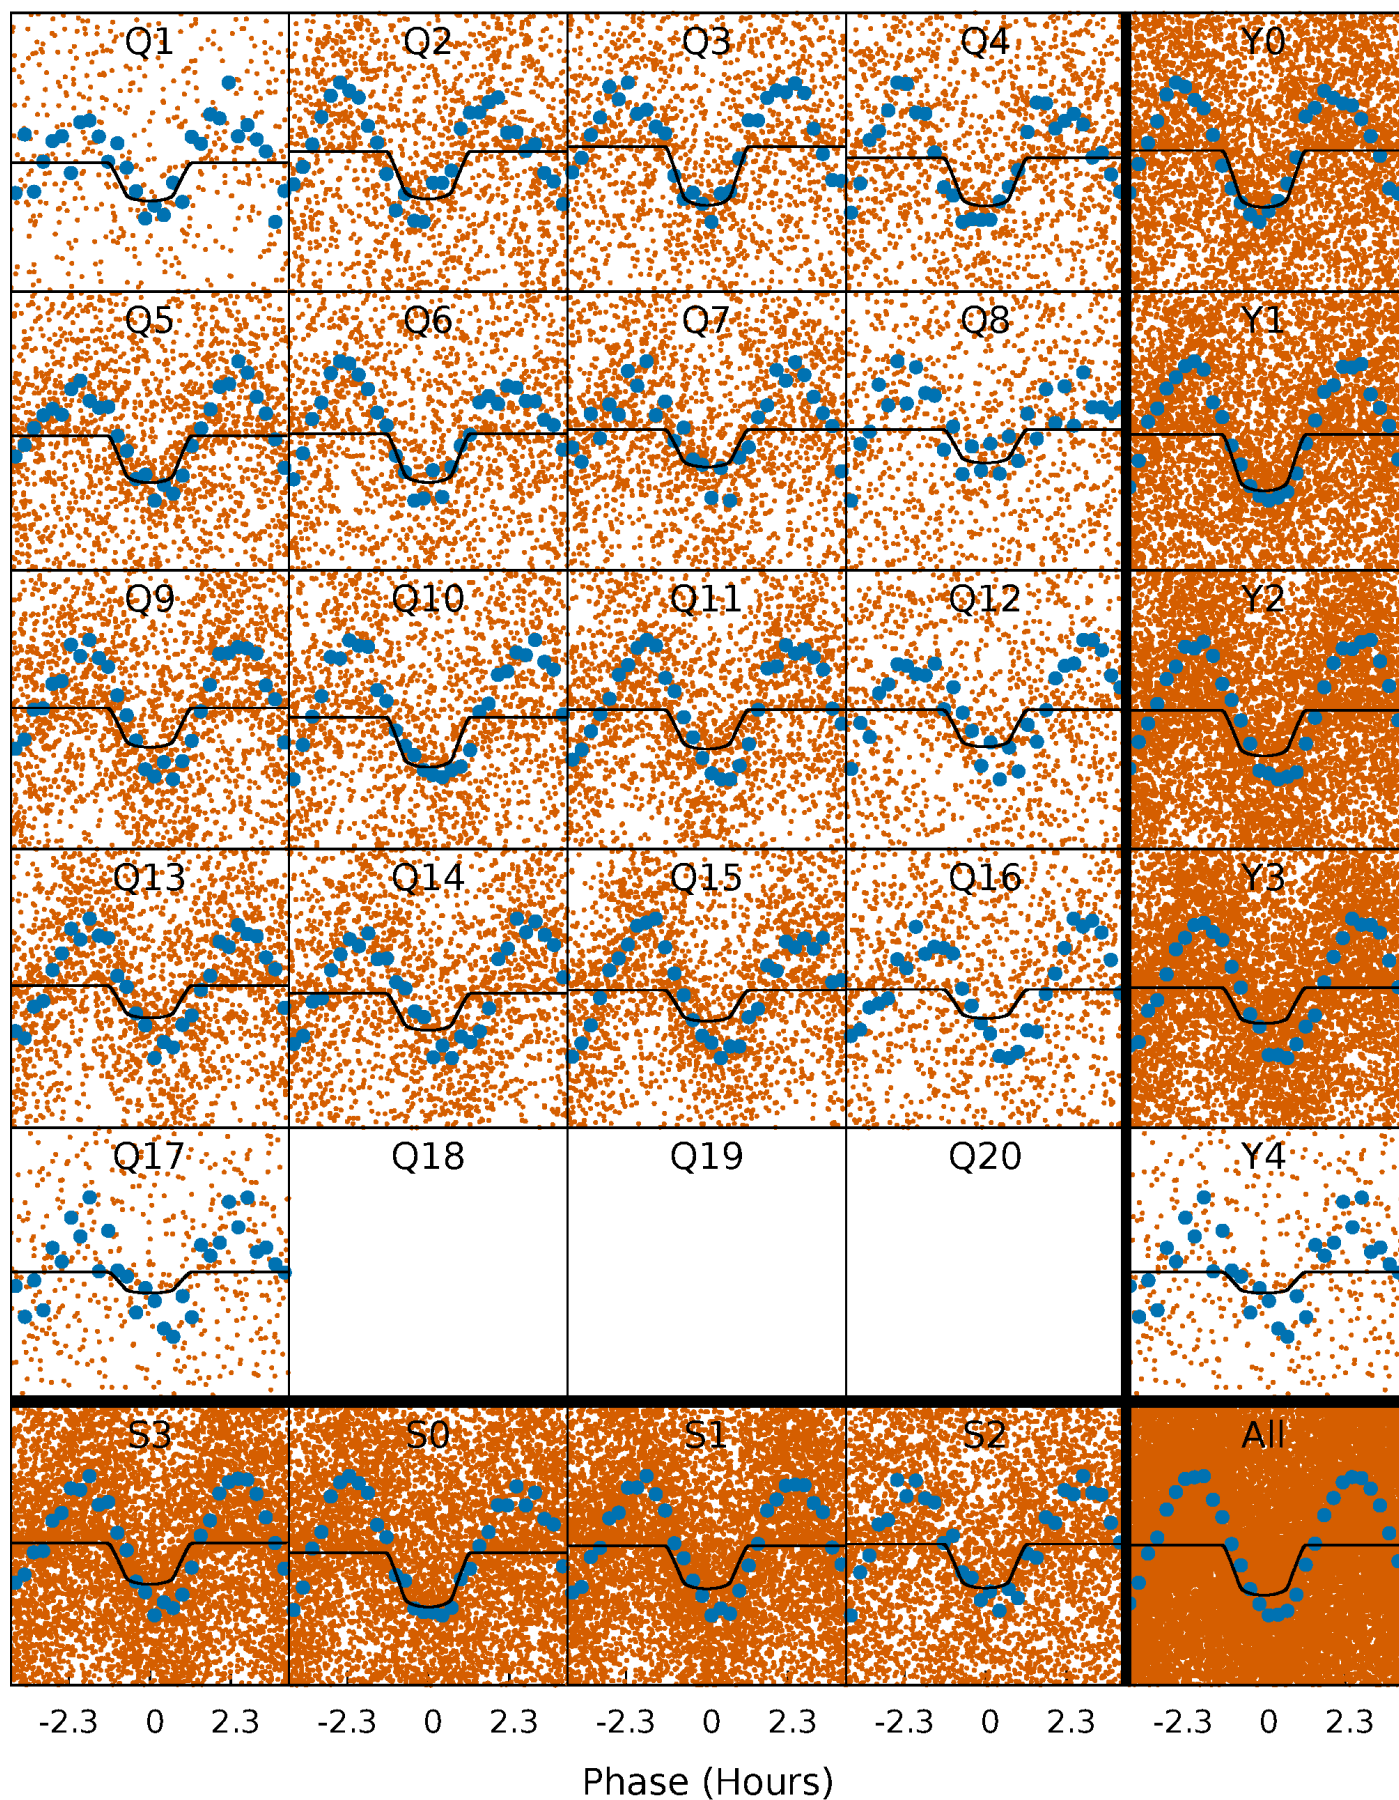 Q1 Q2 Q3 Q4 Y0
Q5 Q6 Q7 Q8 Y1
Q9 Q10 Q11 Q12 Y2
Q13 Q14 Q15 Q16 Y3
Q17 Q18 Q19 Q20 Y4
S3 S0 S1 S2 All
-2.3 0 2.3 -2.3 0 2.3 -2.3 0 2.3 -2.3 0 2.3 -2.3 0 2.3
Phase (Hours)